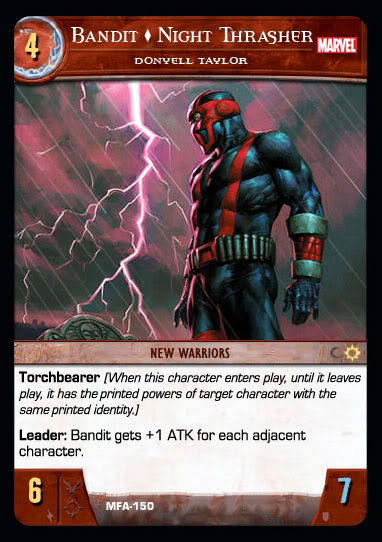 4
BANDIT ♦ NIGHT THRASHER
MARVEL
DONYELL TAYLOR
NEW WARRIORS
Torchbearer [When this character enters play, until it leaves
play, it has the printed powers of target character with the
same printed identity.]
Leader: Bandit gets +1 ATK for each adjacent
character.
6
MFA-150
7